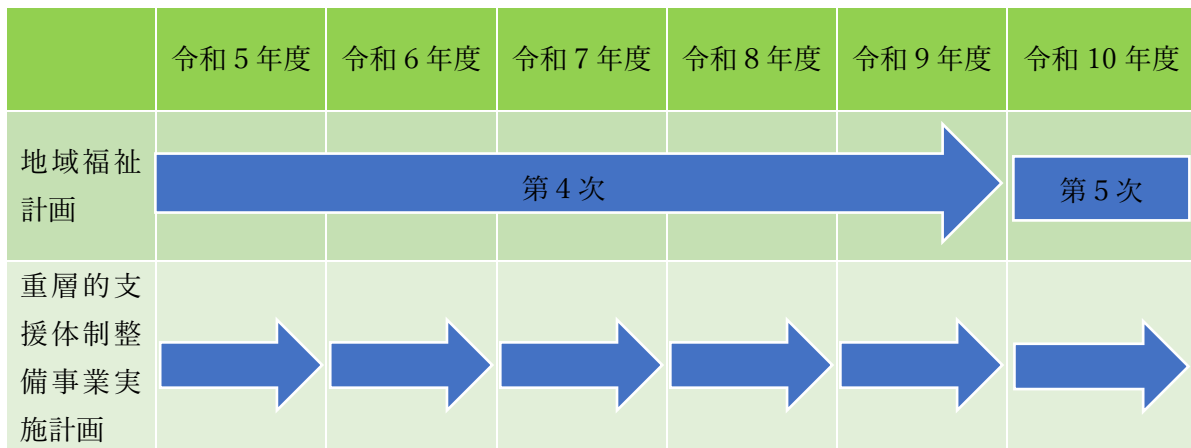 令和5年度 令和6年度 令和7年度 令和8年度 令和9年度 令和10年度
地域福祉
計画
第4次
第5次
重層的支
援体制整
備事業実
施計画